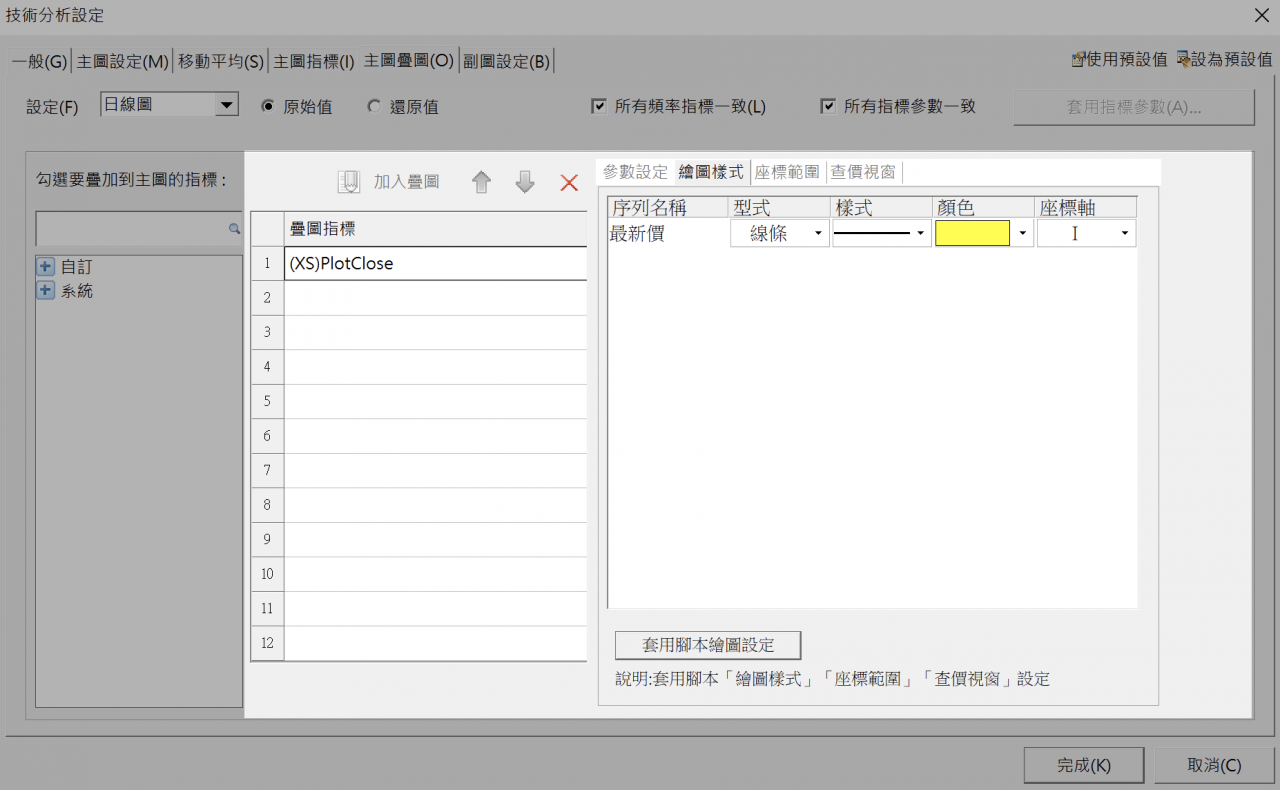 技術分析設定
一般(G) 主圖設定(M) 移動平均(S) 主圖指標(I) 主圖疊圖(O) 副圖設定(B) 使用預設值 設為預設值
設定(F) 日線圖 原始值 還原值 所有頻率指標一致(L) 所有指標參數一致 套用指標參數(A)...
勾選要疊加到主圖的指標：
自訂
系統
加入疊圖
疊圖指標
1 (XS)PlotClose
2
3
4
5
6
7
8
9
10
11
12
參數設定 繪圖樣式 座標範圍 查價視窗
序列名稱 型式 樣式 顏色 座標軸
最新價 線條 I
套用腳本繪圖設定
說明:套用腳本「繪圖樣式」「座標範圍」「查價視窗」設定
完成(K) 取消(C)